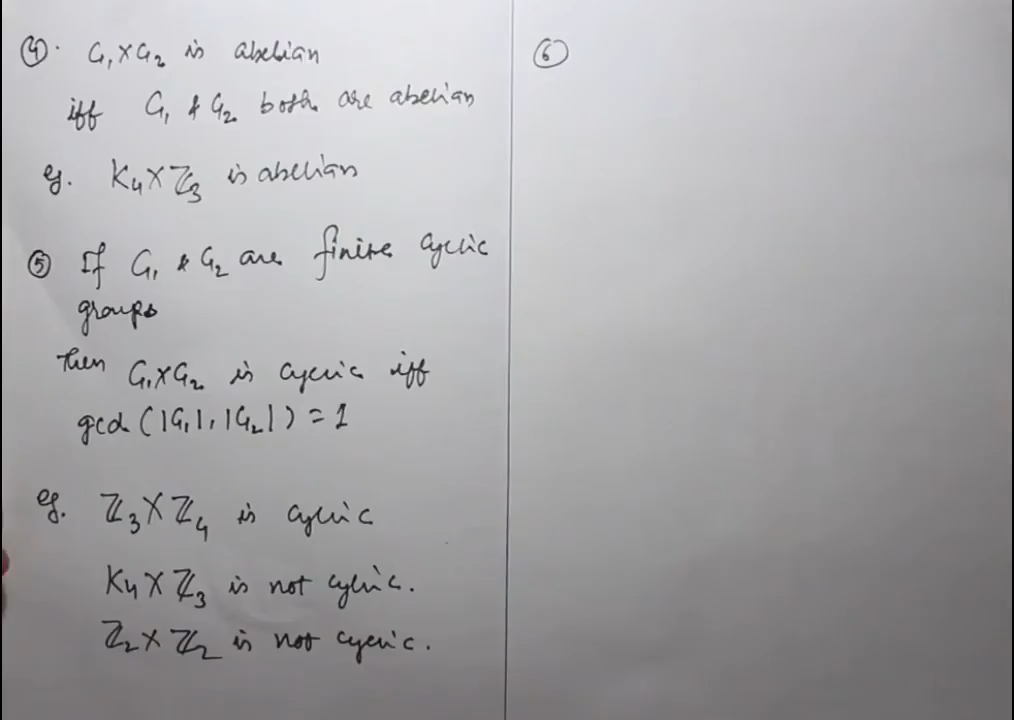 ④. G₁×G₂ is abelian
iff G₁ & G₂ both are abelian
eg. K₄×ℤ₃ is abelian
⑤ If G₁ & G₂ are finite cyclic
groups
then G₁×G₂ is cyclic iff
gcd (|G₁|, |G₂|) = 1
eg. ℤ₃×ℤ₄ is cyclic
K₄×ℤ₃ is not cyclic.
ℤ₂×ℤ₂ is not cyclic.
⑥